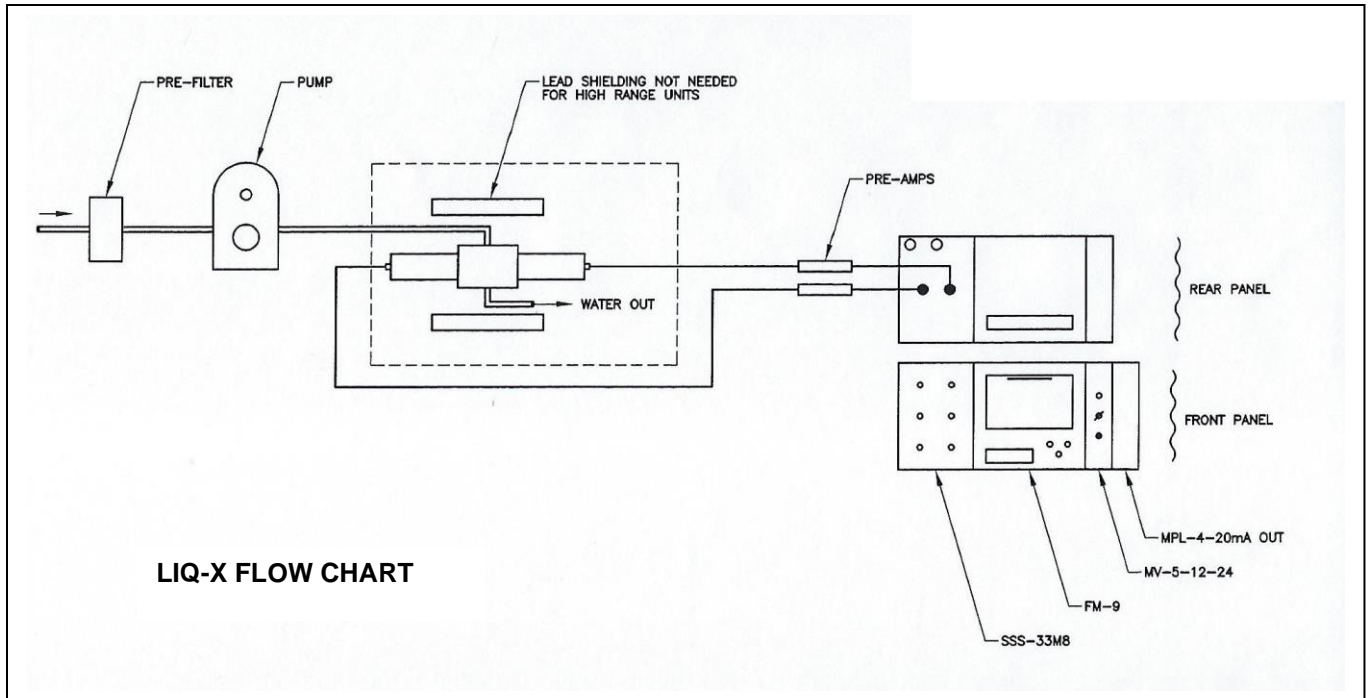 PRE-FILTER
PUMP
LEAD SHIELDING NOT NEEDED
FOR HIGH RANGE UNITS
PRE-AMPS
WATER OUT
REAR PANEL
FRONT PANEL
MPL-4-20mA OUT
MV-5-12-24
FM-9
SSS-33M8
LIQ-X FLOW CHART